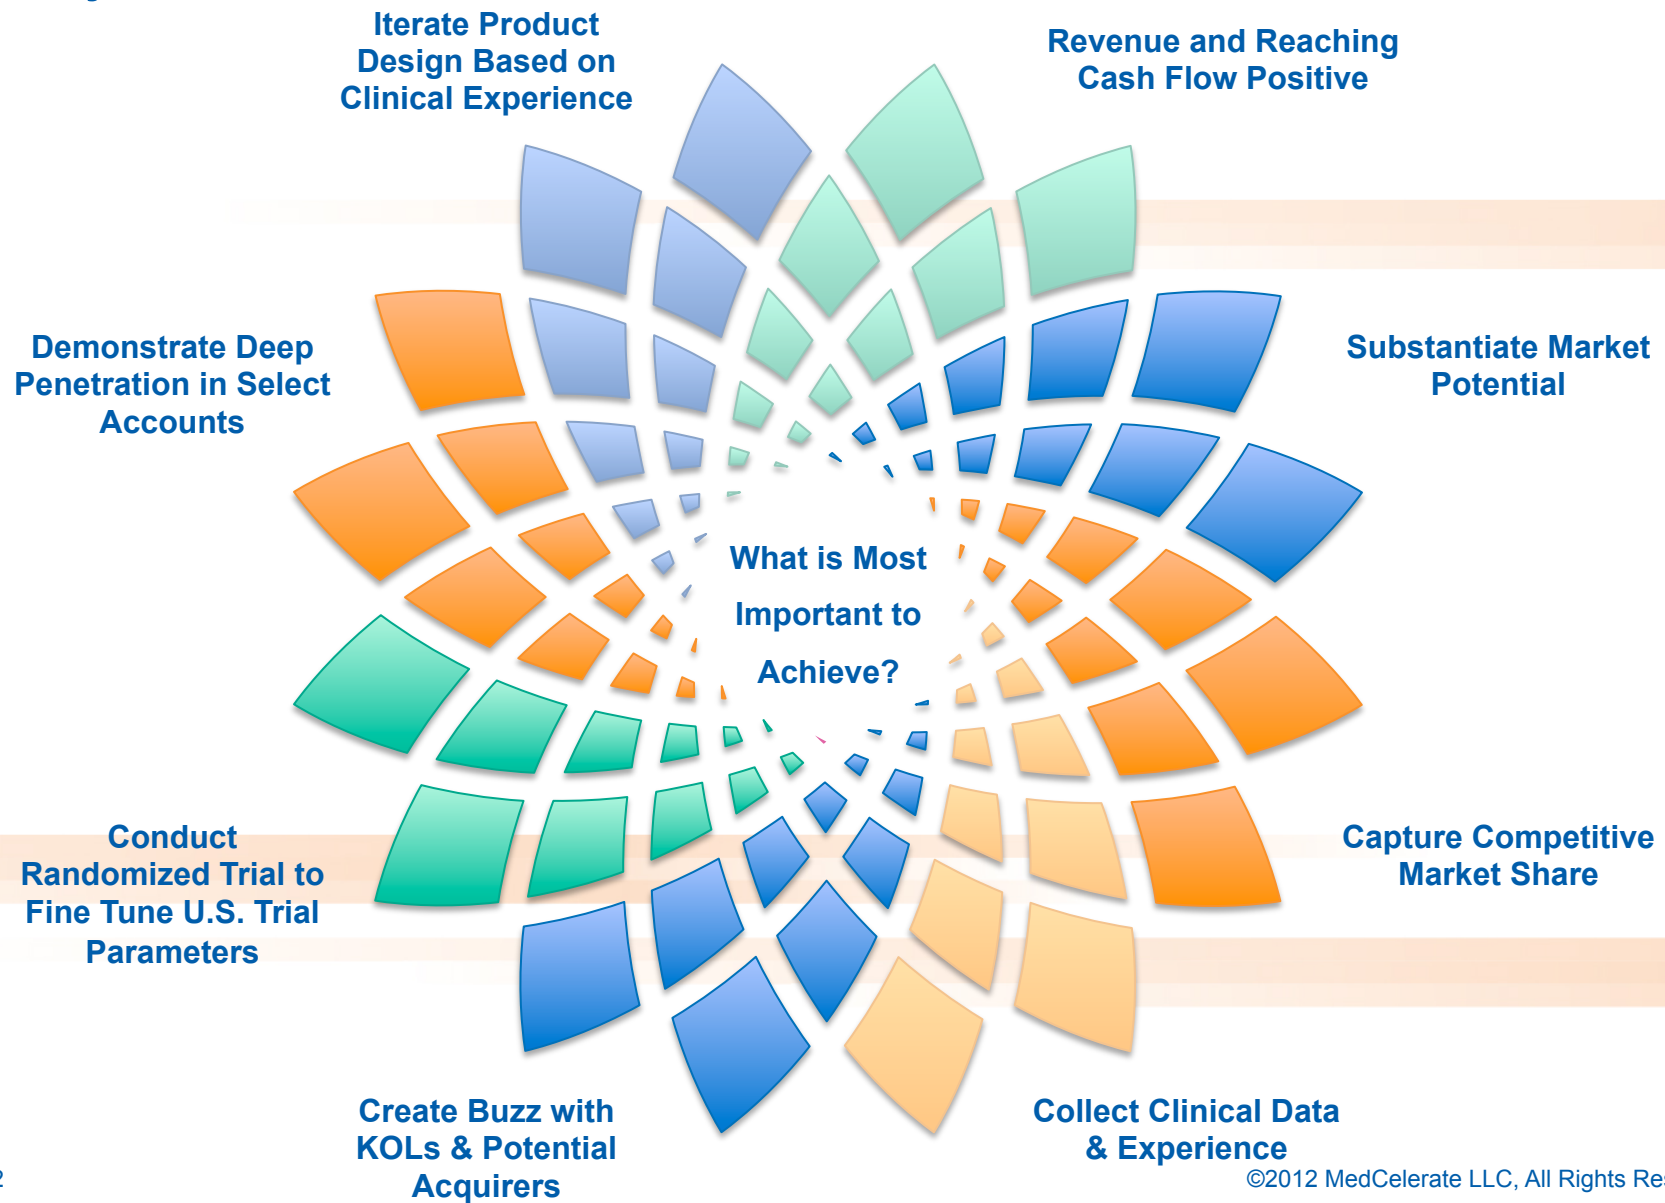 Iterate Product
Design Based on
Clinical Experience
Revenue and Reaching
Cash Flow Positive
Demonstrate Deep
Penetration in Select
Accounts
Substantiate Market
Potential
What is Most
Important to
Achieve?
Conduct
Randomized Trial to
Fine Tune U.S. Trial
Parameters
Capture Competitive
Market Share
Create Buzz with
KOLs & Potential
Acquirers
Collect Clinical Data
& Experience
2
©2012 MedCelerate LLC, All Rights Res